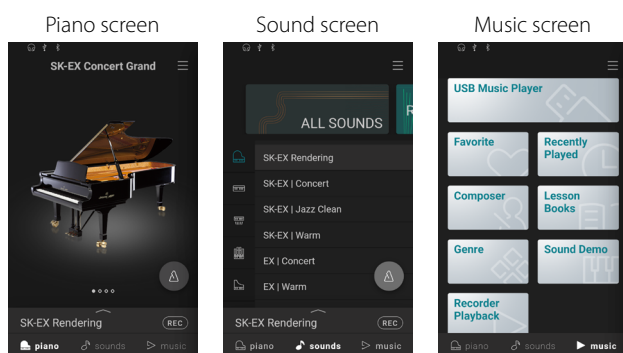 Piano screen
SK-EX Concert Grand
SK-EX Rendering
REC
piano sounds music
Sound screen
ALL SOUNDS
R
SK-EX Rendering
SK-EX | Concert
SK-EX | Jazz Clean
SK-EX | Warm
EX | Concert
EX | Warm
SK-EX Rendering
REC
piano sounds music
Music screen
USB Music Player
Favorite
Recently
Played
Composer
Lesson
Books
Genre
Sound Demo
Recorder
Playback
piano sounds music